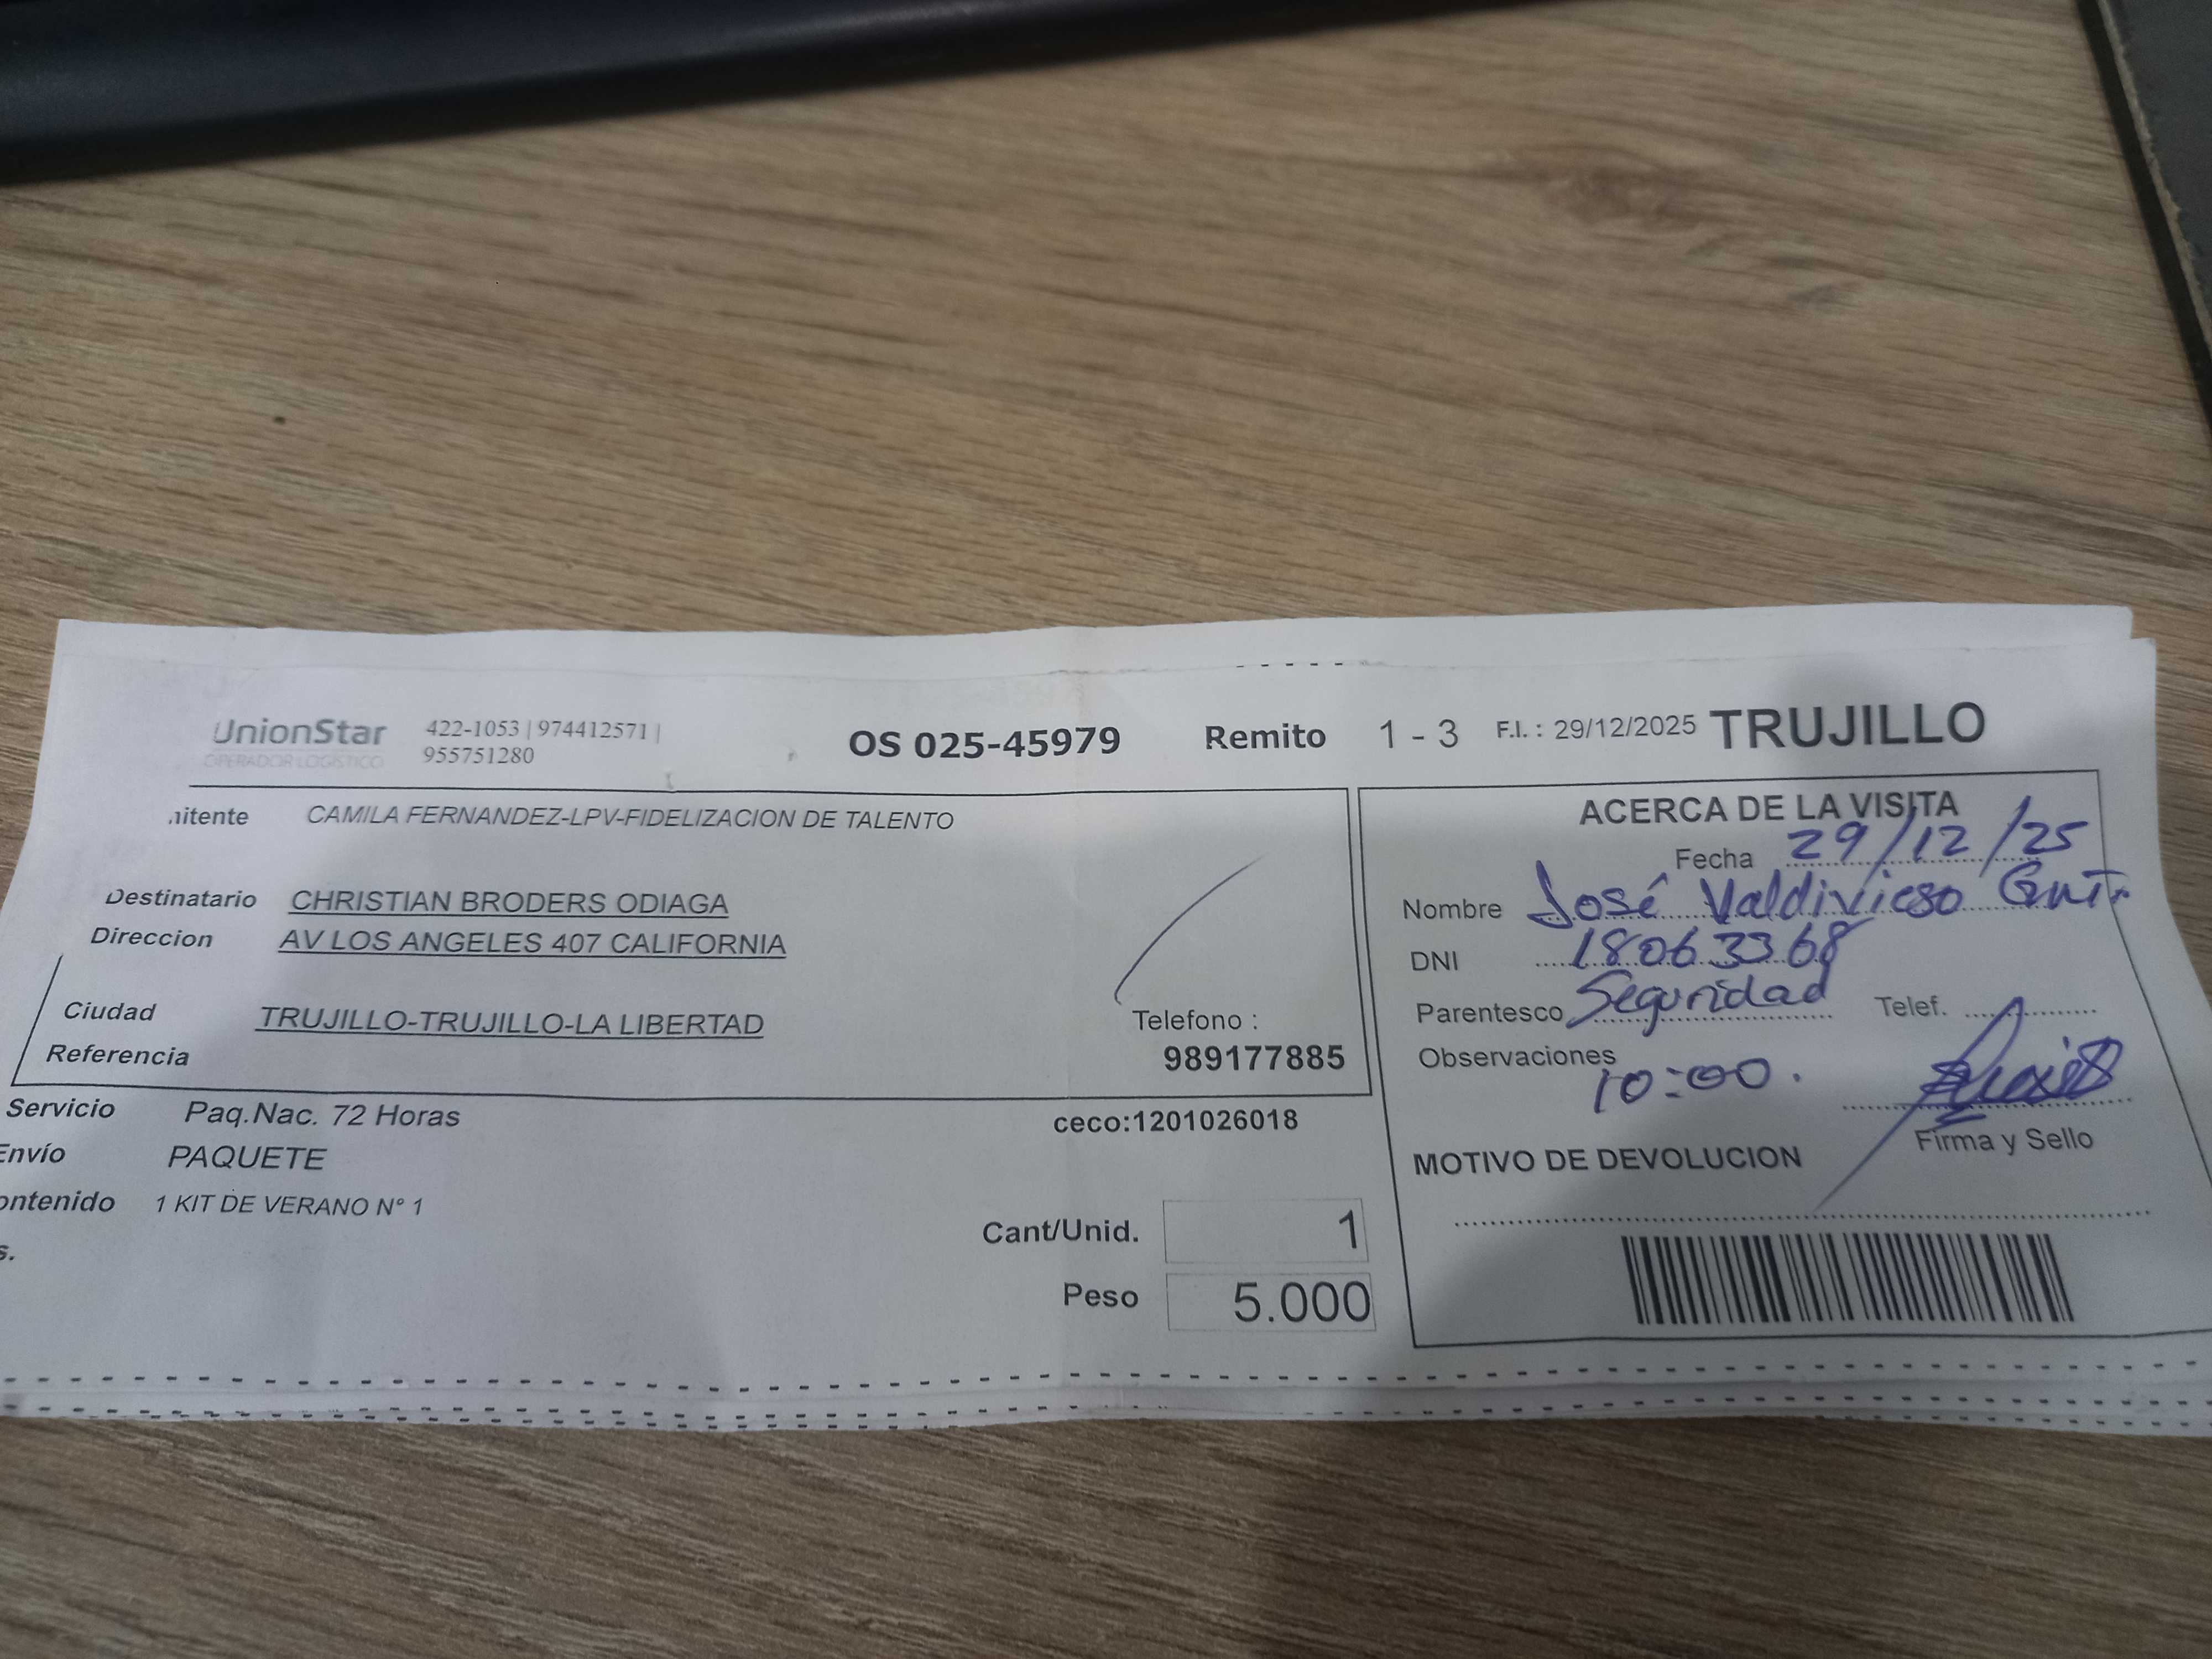 UnionStar
OPERADOR LOGÍSTICO
422-1053 | 974412571 |
955751280
OS 025-45979
Remito 1 - 3
F.I. : 29/12/2025
TRUJILLO
nitente CAMILA FERNANDEZ-LPV-FIDELIZACION DE TALENTO
Destinatario CHRISTIAN BRODERS ODIAGA
Direccion AV LOS ANGELES 407 CALIFORNIA
Ciudad TRUJILLO-TRUJILLO-LA LIBERTAD
Referencia
Telefono :
989177885
Servicio Paq.Nac. 72 Horas
ceco:1201026018
Envío PAQUETE
ontenido 1 KIT DE VERANO N° 1
s.
Cant/Unid. 1
Peso 5.000
ACERCA DE LA VISITA
Fecha 29/12/25
Nombre José Valdivieso
DNI 18063368
Parentesco Seguridad Telef.
Observaciones
10:00.
Firma y Sello
MOTIVO DE DEVOLUCION